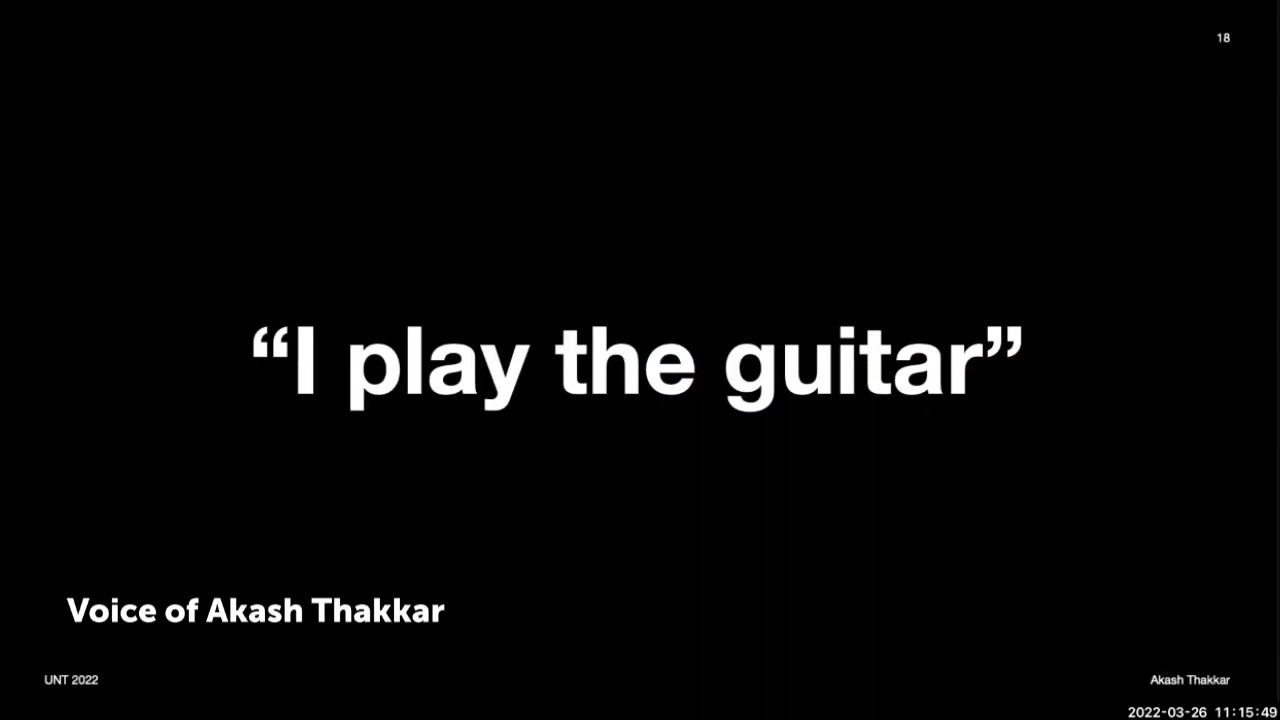 18
“I play the guitar”
Voice of Akash Thakkar
UNT 2022
Akash Thakkar
2022-03-26 11:15:49